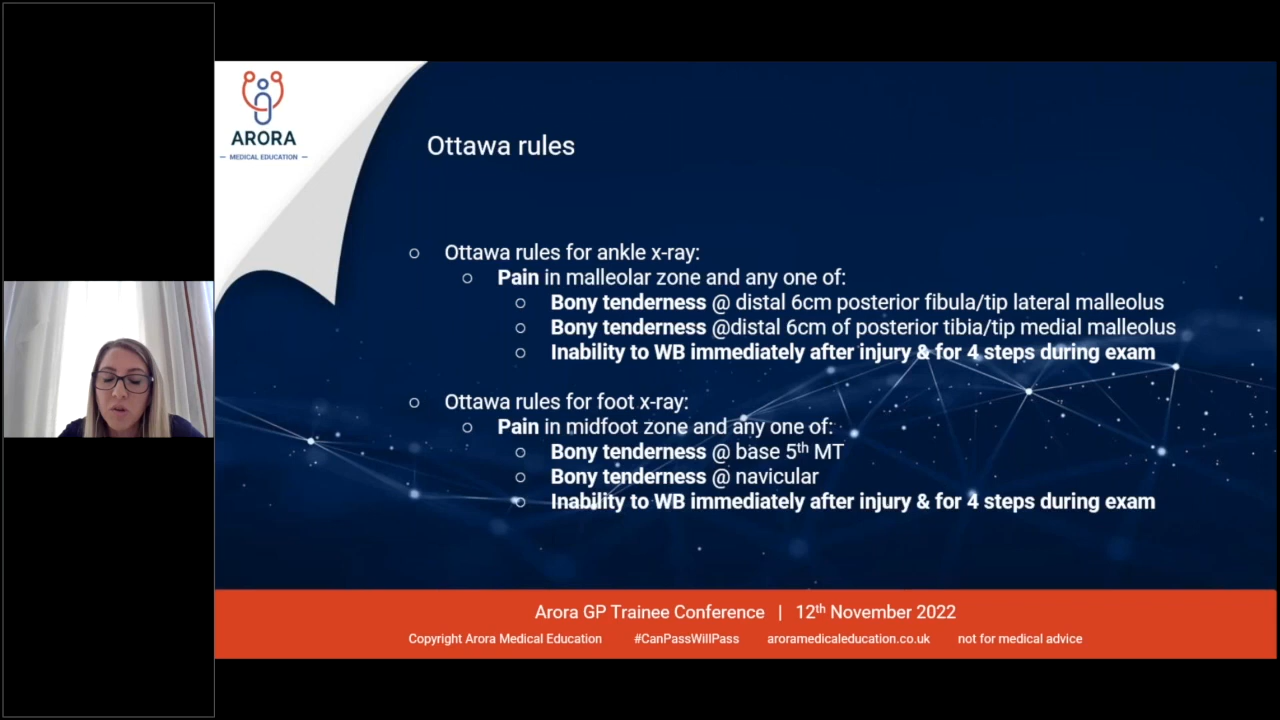 ARORA
MEDICAL EDUCATION
Ottawa rules
Ottawa rules for ankle x-ray:
Pain in malleolar zone and any one of:
Bony tenderness @ distal 6cm posterior fibula/tip lateral malleolus
Bony tenderness @distal 6cm of posterior tibia/tip medial malleolus
Inability to WB immediately after injury & for 4 steps during exam
Ottawa rules for foot x-ray:
Pain in midfoot zone and any one of:
Bony tenderness @ base 5th MT
Bony tenderness @ navicular
Inability to WB immediately after injury & for 4 steps during exam
Arora GP Trainee Conference | 12th November 2022
Copyright Arora Medical Education #CanPassWillPass aroramedicaleducation.co.uk not for medical advice